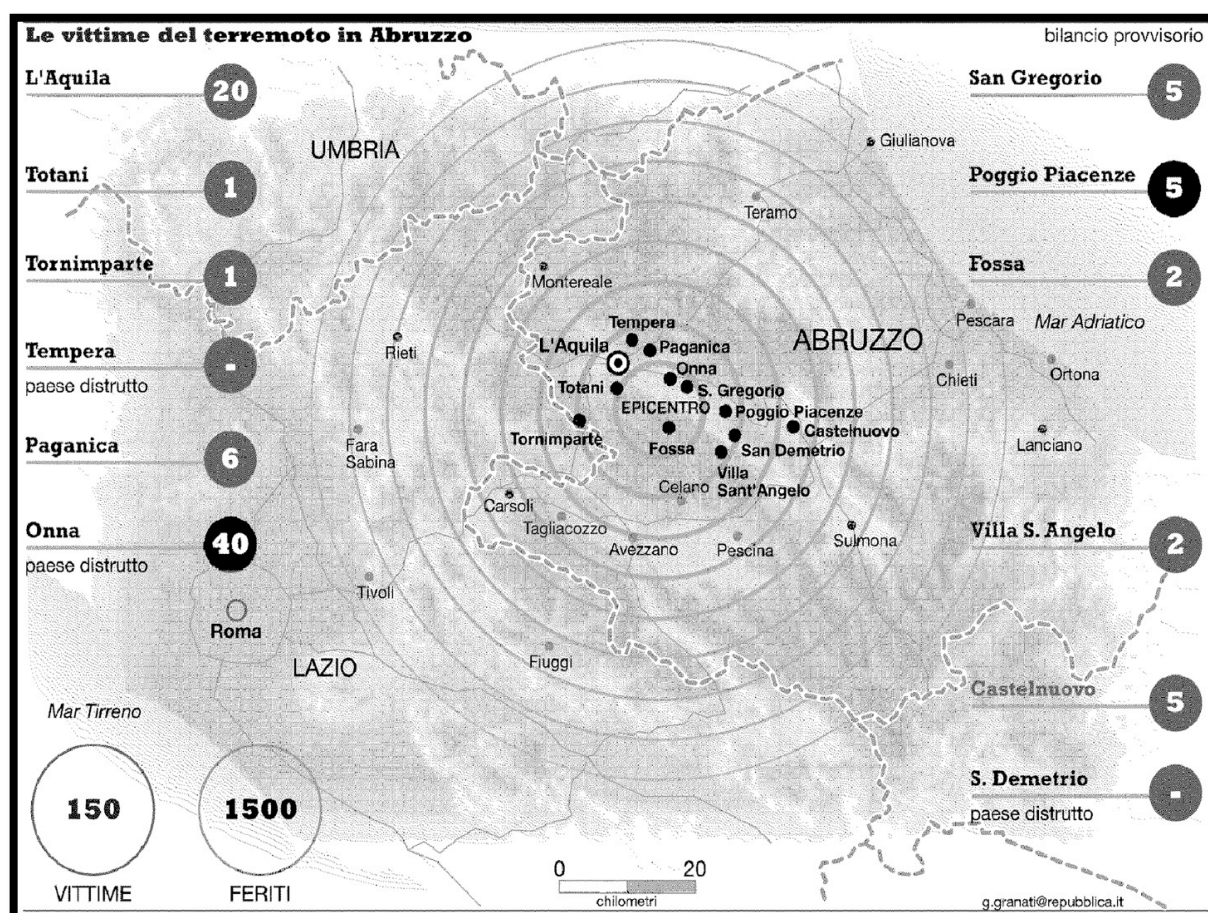 Le vittime del terremoto in Abruzzo
bilancio provvisorio
L'Aquila
20
Totani
1
Tornimparte
1
Tempera
-
paese distrutto
Paganica
6
Onna
40
paese distrutto
San Gregorio
5
Poggio Piacenze
5
Fossa
2
Villa S. Angelo
2
Castelnuovo
5
S. Demetrio
-
paese distrutto
UMBRIA
Giulianova
Teramo
Montereale
Pescara
Mar Adriatico
Tempera
ABRUZZO
Rieti
L'Aquila
Paganica
Ortona
Chieti
Onna
Totani
S. Gregorio
EPICENTRO
Poggio Piacenze
Castelnuovo
Tornimparte
Fossa
San Demetrio
Lanciano
Fara
Sabina
Villa
Sant'Angelo
Celano
Carsoli
Tagliacozzo
Avezzano
Pescina
Sulmona
Tivoli
Roma
Fiuggi
LAZIO
Mar Tirreno
150
VITTIME
1500
FERITI
0
20
chilometri
g.granati@repubblica.it